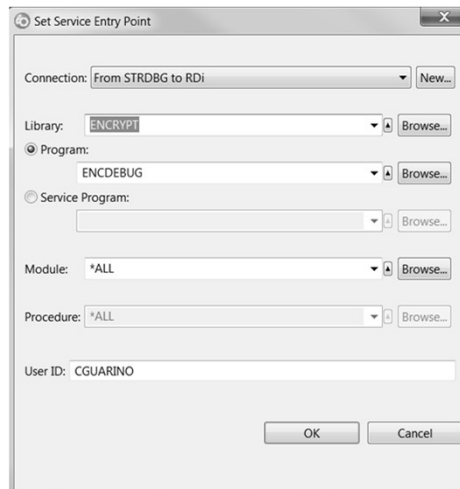 Set Service Entry Point
X
Connection: From STRDBG to RDi New...
Library: ENCRYPT Browse...
Program:
ENCDEBUG Browse...
Service Program:
Browse...
Module: *ALL Browse...
Procedure: *ALL Browse...
User ID: CGUARINO
OK Cancel